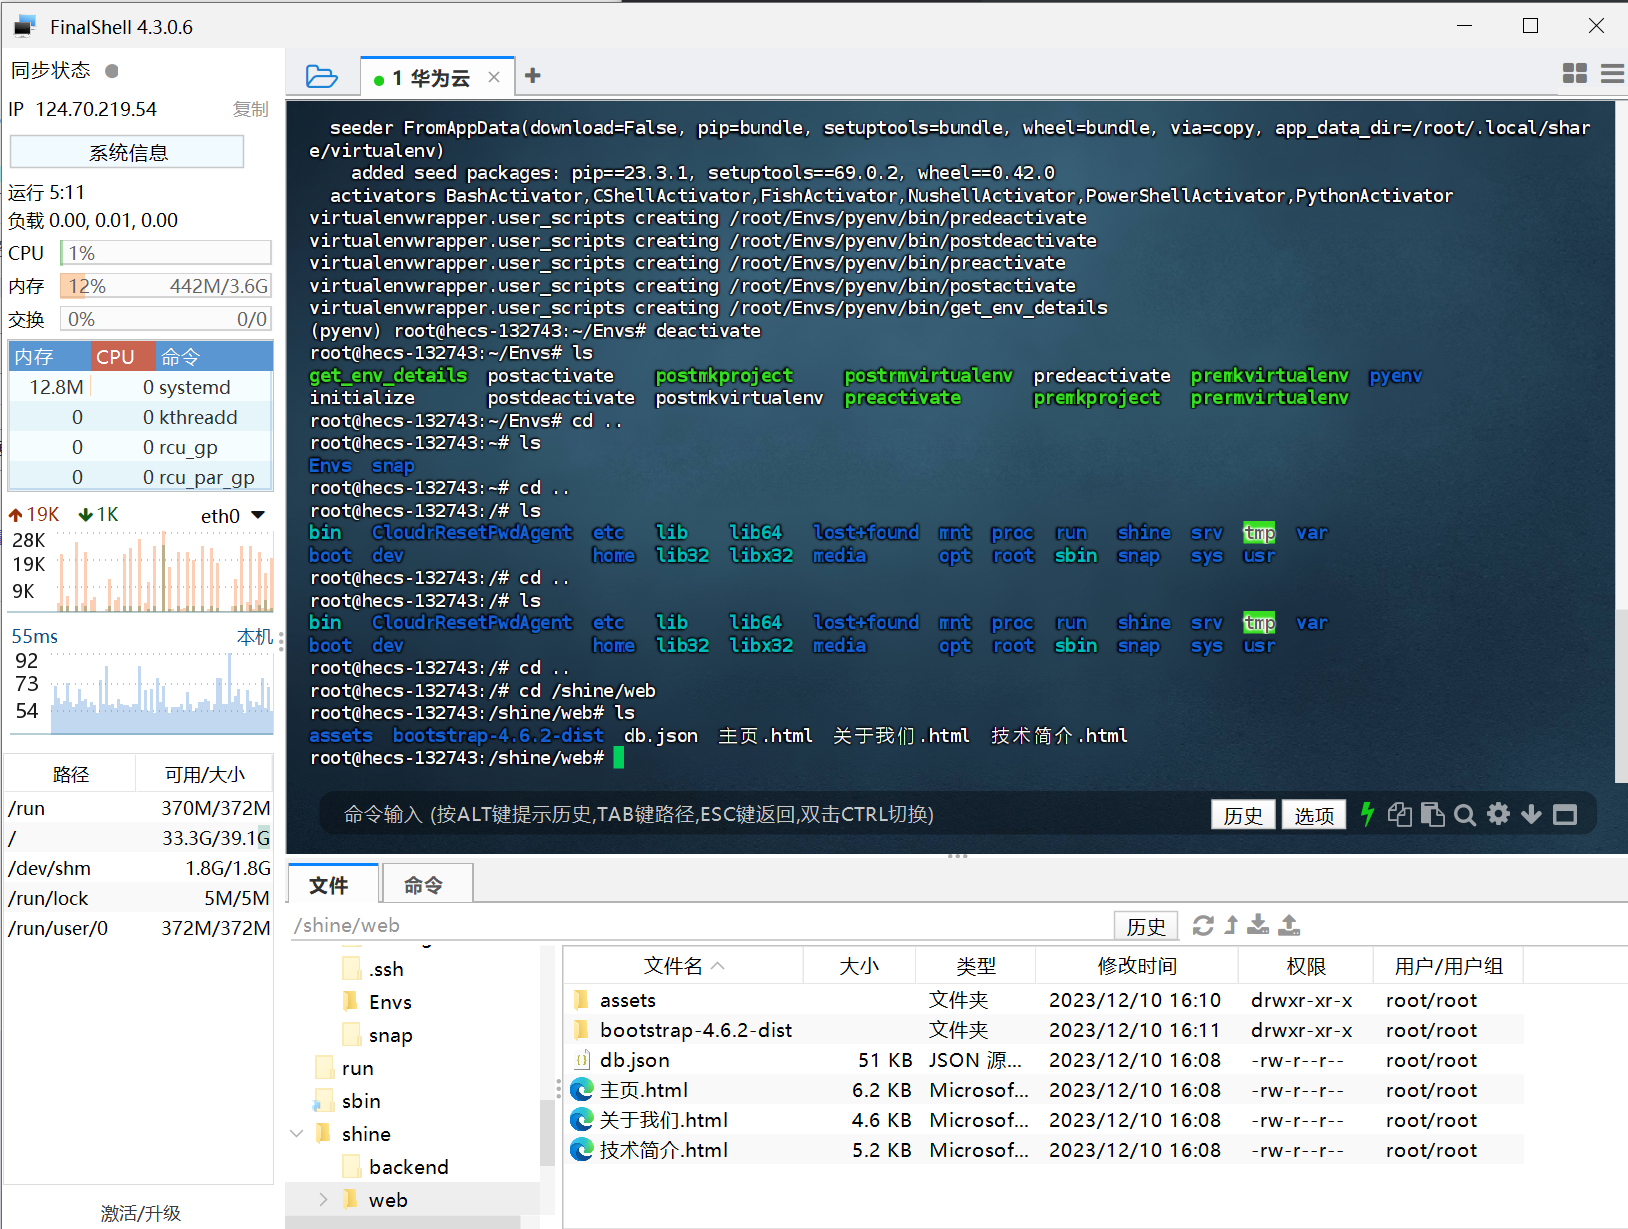 FinalShell 4.3.0.6
同步状态
IP 124.70.219.54 复制
系统信息
运行 5:11
负载 0.00, 0.01, 0.00
CPU 1%
内存 12% 442M/3.6G
交换 0% 0/0
内存 CPU 命令
12.8M 0 systemd
0 0 kthreadd
0 0 rcu_gp
0 0 rcu_par_gp
19K 1K eth0
28K
19K
9K
55ms 本机
92
73
54
路径 可用/大小
/run 370M/372M
/ 33.3G/39.1G
/dev/shm 1.8G/1.8G
/run/lock 5M/5M
/run/user/0 372M/372M
激活/升级
1 华为云
seeder FromAppData(download=False, pip=bundle, setuptools=bundle, wheel=bundle, via=copy, app_data_dir=/root/.local/shar
e/virtualenv)
added seed packages: pip==23.3.1, setuptools==69.0.2, wheel==0.42.0
activators BashActivator,CShellActivator,FishActivator,NushellActivator,PowerShellActivator,PythonActivator
virtualenvwrapper.user_scripts creating /root/Envs/pyenv/bin/predeactivate
virtualenvwrapper.user_scripts creating /root/Envs/pyenv/bin/postdeactivate
virtualenvwrapper.user_scripts creating /root/Envs/pyenv/bin/preactivate
virtualenvwrapper.user_scripts creating /root/Envs/pyenv/bin/postactivate
virtualenvwrapper.user_scripts creating /root/Envs/pyenv/bin/get_env_details
(pyenv) root@hecs-132743:~/Envs# deactivate
root@hecs-132743:~/Envs# ls
get_env_details postactivate postmkproject postrmvirtualenv predeactivate premkvirtualenv pyenv
initialize postdeactivate postmkvirtualenv preactivate premkproject prermvirtualenv
root@hecs-132743:~/Envs# cd ..
root@hecs-132743:~# ls
Envs snap
root@hecs-132743:~# cd ..
root@hecs-132743:/# ls
bin CloudrResetPwdAgent etc lib lib64 lost+found mnt proc run shine srv tmp var
boot dev home lib32 libx32 media opt root sbin snap sys usr
root@hecs-132743:/# cd ..
root@hecs-132743:/# ls
bin CloudrResetPwdAgent etc lib lib64 lost+found mnt proc run shine srv tmp var
boot dev home lib32 libx32 media opt root sbin snap sys usr
root@hecs-132743:/# cd ..
root@hecs-132743:/# cd /shine/web
root@hecs-132743:/shine/web# ls
assets bootstrap-4.6.2-dist db.json 主页.html 关于我们.html 技术简介.html
root@hecs-132743:/shine/web#
命令输入 (按ALT键提示历史,TAB键路径,ESC键返回,双击CTRL切换) 历史 选项
文件 命令
/shine/web 历史
.ssh
Envs
snap
run
sbin
shine
backend
web
文件名 大小 类型 修改时间 权限 用户/用户组
assets 文件夹 2023/12/10 16:10 drwxr-xr-x root/root
bootstrap-4.6.2-dist 文件夹 2023/12/10 16:11 drwxr-xr-x root/root
db.json 51 KB JSON 源... 2023/12/10 16:08 -rw-r--r-- root/root
主页.html 6.2 KB Microsof... 2023/12/10 16:08 -rw-r--r-- root/root
关于我们.html 4.6 KB Microsof... 2023/12/10 16:08 -rw-r--r-- root/root
技术简介.html 5.2 KB Microsof... 2023/12/10 16:08 -rw-r--r-- root/root